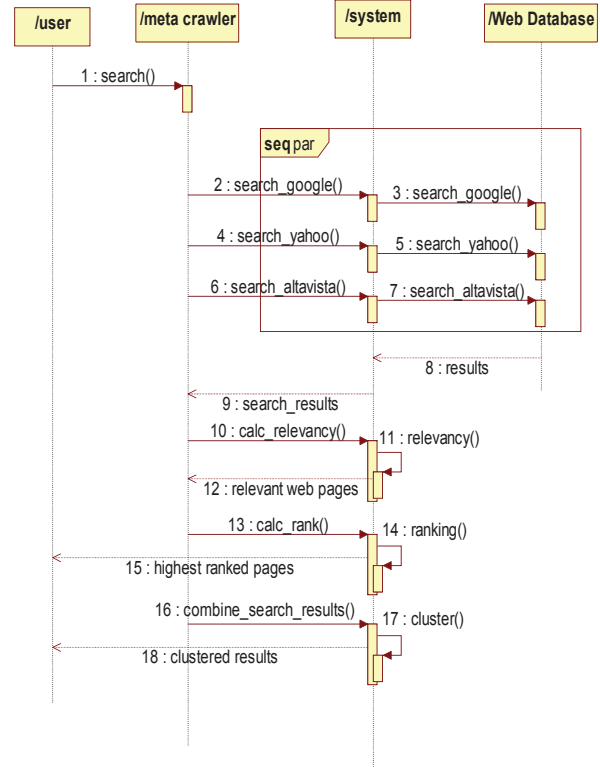 /user
/meta crawler
/system
/Web Database
1 : search()
seq par
2 : search_google()
3 : search_google()
4 : search_yahoo()
5 : search_yahoo()
6 : search_altavista()
7 : search_altavista()
8 : results
9 : search_results
10 : calc_relevancy()
11 : relevancy()
12 : relevant web pages
13 : calc_rank()
14 : ranking()
15 : highest ranked pages
16 : combine_search_results()
17 : cluster()
18 : clustered results